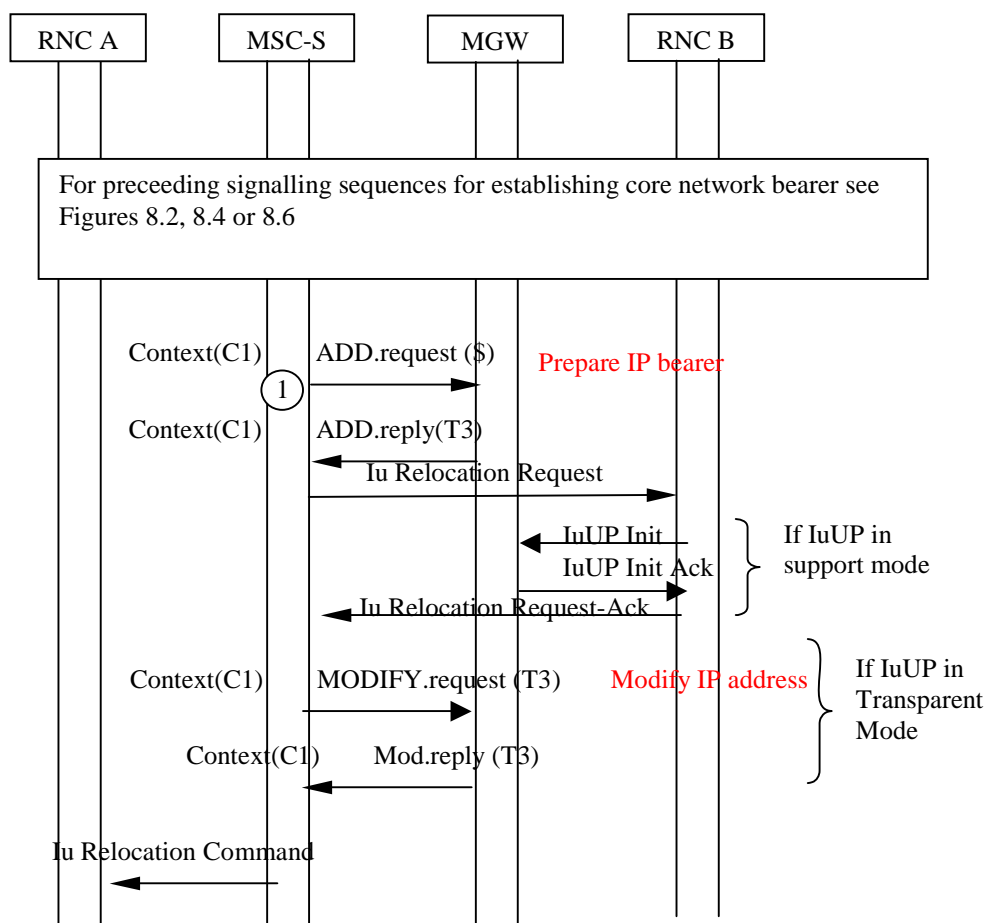 RNC A
MSC-S
MGW
RNC B
For preceeding signalling sequences for establishing core network bearer see
Figures 8.2, 8.4 or 8.6
Context(C1)
ADD.request ($)
Prepare IP bearer
1
Context(C1)
ADD.reply(T3)
Iu Relocation Request
IuUP Init
If IuUP in
support mode
IuUP Init Ack
Iu Relocation Request-Ack
Context(C1)
MODIFY.request (T3)
Modify IP address
If IuUP in
Transparent
Mode
Context(C1)
Mod.reply (T3)
Iu Relocation Command